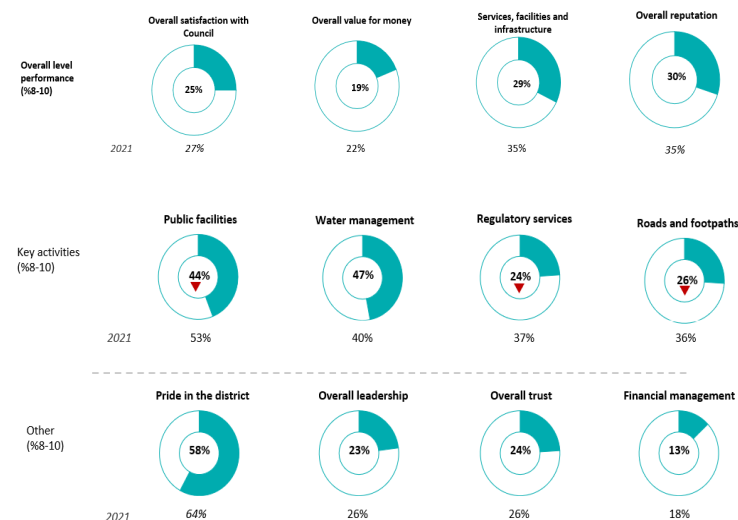 Overall satisfaction with
Council
Overall value for money
Services, facilities and
infrastructure
Overall reputation
Overall level
performance
(%8-10)
25%
19%
29%
30%
2021
27%
22%
35%
35%
Public facilities
Water management
Regulatory services
Roads and footpaths
Key activities
(%8-10)
44%
47%
24%
26%
2021
53%
40%
37%
36%
Pride in the district
Overall leadership
Overall trust
Financial management
Other
(%8-10)
58%
23%
24%
13%
2021
64%
26%
26%
18%